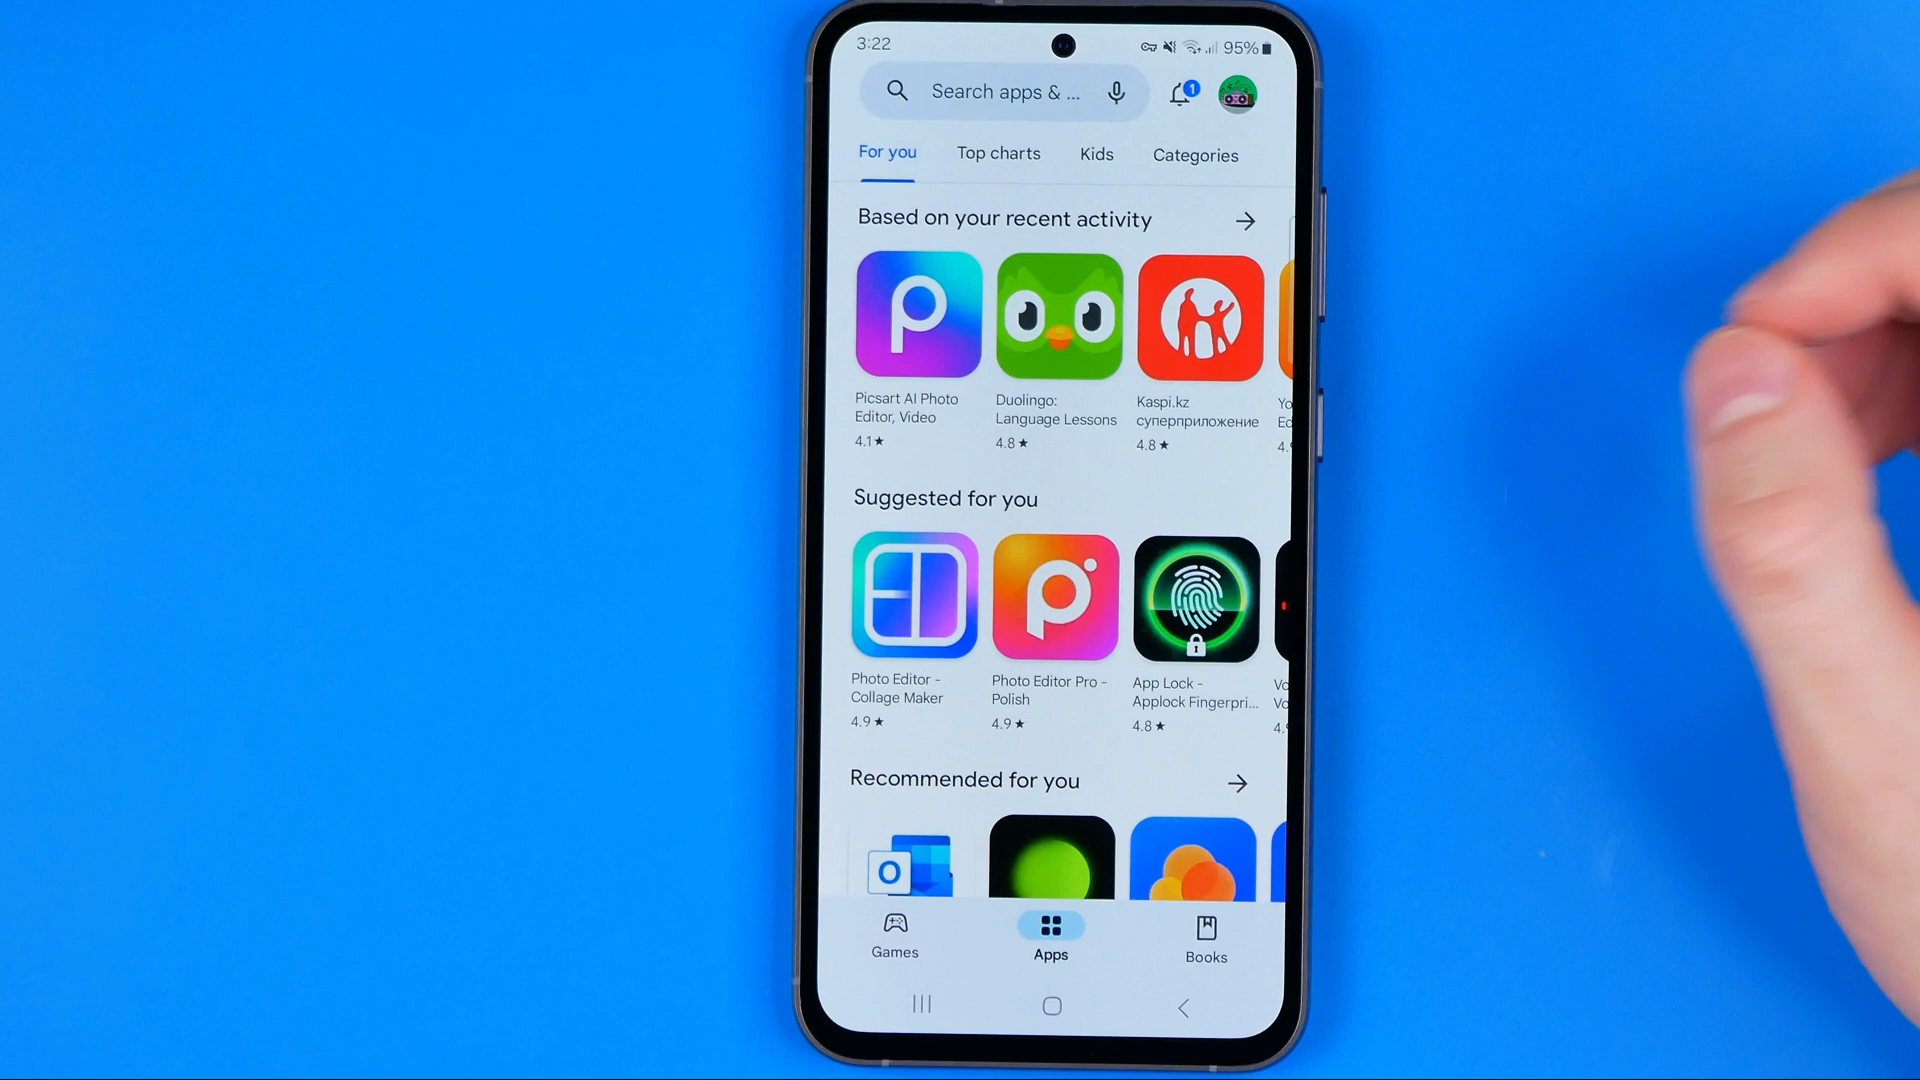 3:22
95%
Search apps & ...
1
For you
Top charts
Kids
Categories
Based on your recent activity
Picsart AI Photo
Editor, Video
4.1★
Duolingo:
Language Lessons
4.8★
Kaspi.kz
суперприложение
4.8★
Suggested for you
Photo Editor -
Collage Maker
4.9★
Photo Editor Pro -
Polish
4.9★
App Lock -
Applock Fingerpri...
4.8★
Recommended for you
Games
Apps
Books